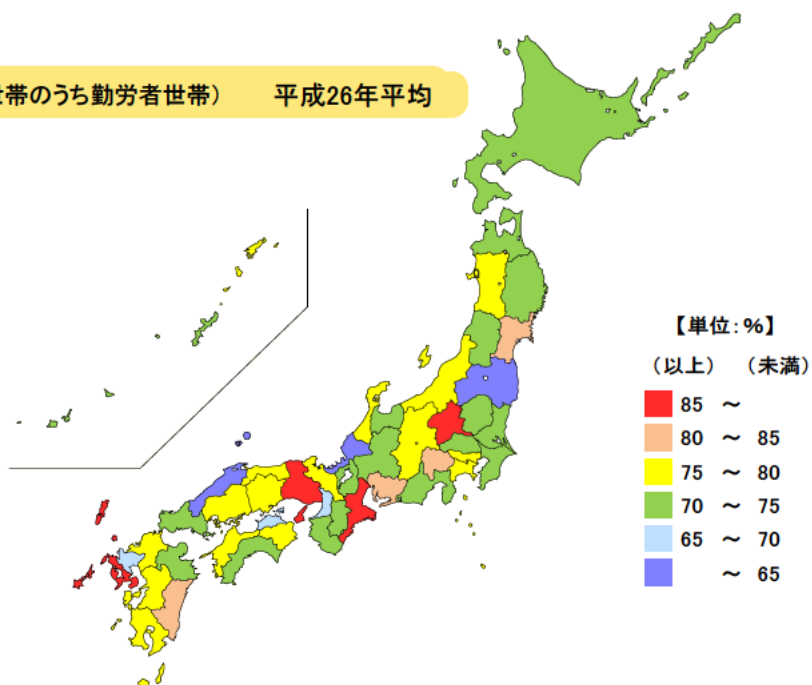 世帯のうち勤労者世帯）　　平成26年平均
【単位：％】
（以上）　（未満）
85　～
80　～　85
75　～　80
70　～　75
65　～　70
～　65